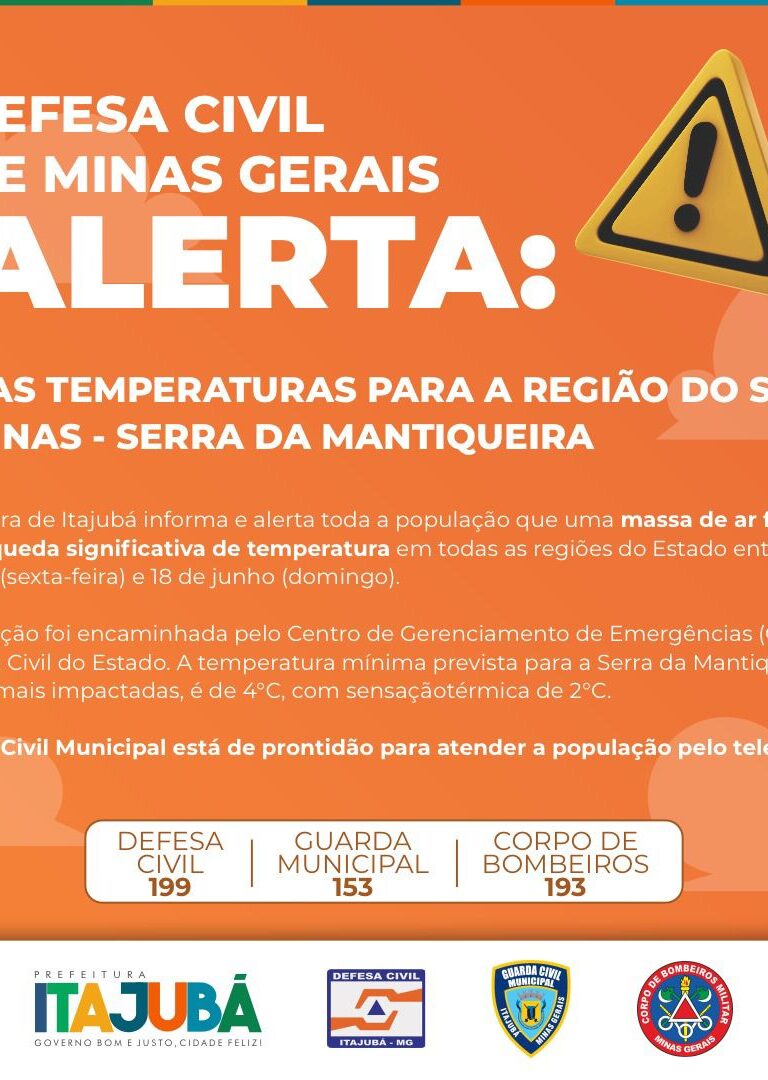 EFESA CIVIL
E MINAS GERAIS
ALERTA:
AS TEMPERATURAS PARA A REGIÃO DO S
NAS - SERRA DA MANTIQUEIRA
ra de Itajubá informa e alerta toda a população que uma massa de ar f
queda significativa de temperatura em todas as regiões do Estado ent
(sexta-feira) e 18 de junho (domingo).
ção foi encaminhada pelo Centro de Gerenciamento de Emergências (
Civil do Estado. A temperatura mínima prevista para a Serra da Mantiq
mais impactadas, é de 4°C, com sensaçãotérmica de 2°C.
Civil Municipal está de prontidão para atender a população pelo tele
DEFESA
CIVIL
199
GUARDA
MUNICIPAL
153
CORPO DE
BOMBEIROS
193
PREFEITURA
ITAJUBÁ
GOVERNO BOM E JUSTO, CIDADE FELIZ!
DEFESA CIVIL
ITAJUBÁ - MG
GUARDA CIVIL
MUNICIPAL
ITAJUBÁ
MINAS GERAIS
CORPO DE BOMBEIROS MILITAR
MINAS GERAIS